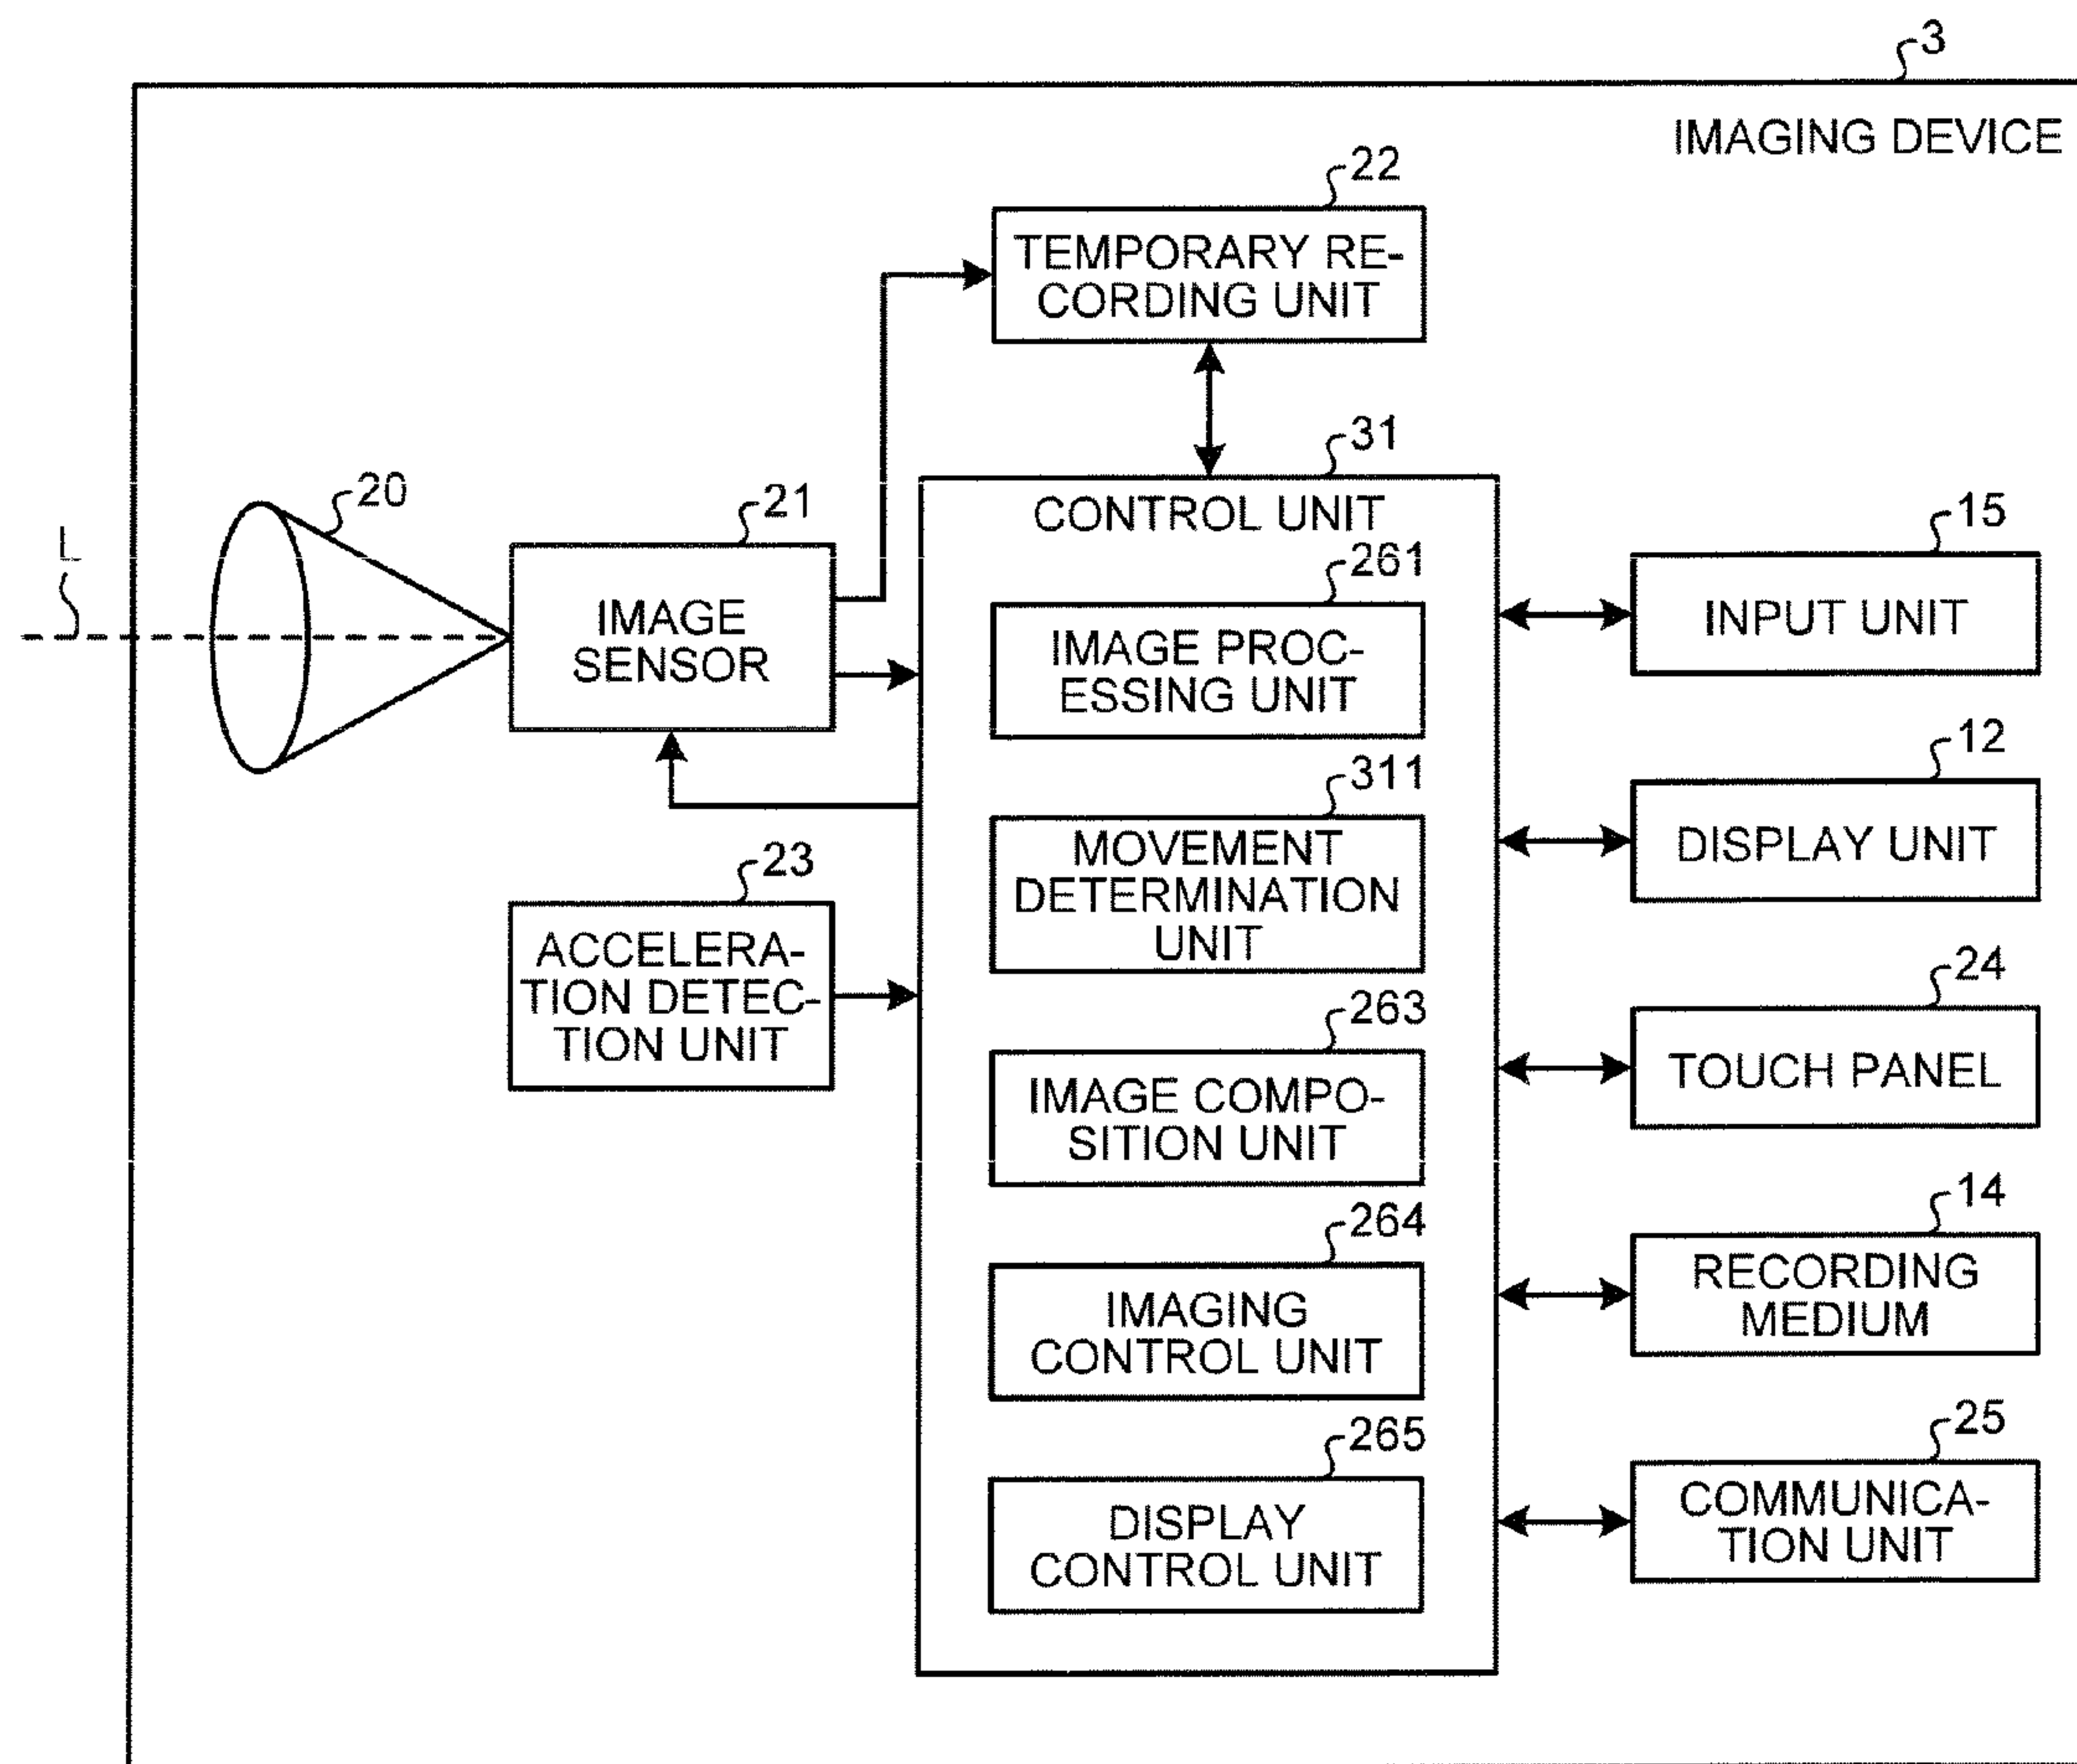 3
IMAGING DEVICE
22
TEMPORARY RE-
CORDING UNIT
31
CONTROL UNIT
20
L
21
IMAGE
SENSOR
261
IMAGE PROC-
ESSING UNIT
311
MOVEMENT
DETERMINATION
UNIT
23
ACCELERA-
TION DETEC-
TION UNIT
263
IMAGE COMPO-
SITION UNIT
264
IMAGING
CONTROL UNIT
265
DISPLAY
CONTROL UNIT
15
INPUT UNIT
12
DISPLAY UNIT
24
TOUCH PANEL
14
RECORDING
MEDIUM
25
COMMUNICA-
TION UNIT